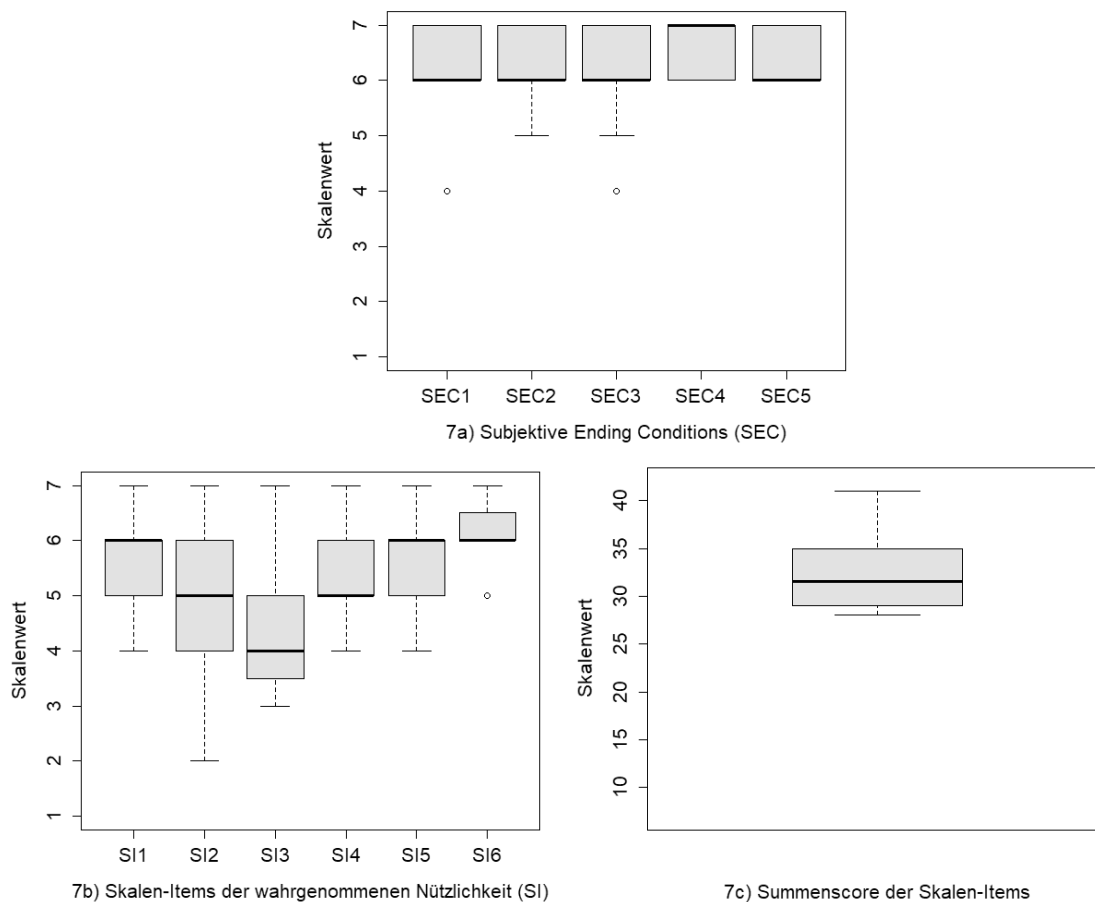 Skalenwert
7
6
5
4
3
2
1
SEC1 SEC2 SEC3 SEC4 SEC5
7a) Subjektive Ending Conditions (SEC)
Skalenwert
7
6
5
4
3
2
1
SI1 SI2 SI3 SI4 SI5 SI6
7b) Skalen-Items der wahrgenommenen Nützlichkeit (SI)
Skalenwert
40
35
30
25
20
15
10
7c) Summenscore der Skalen-Items